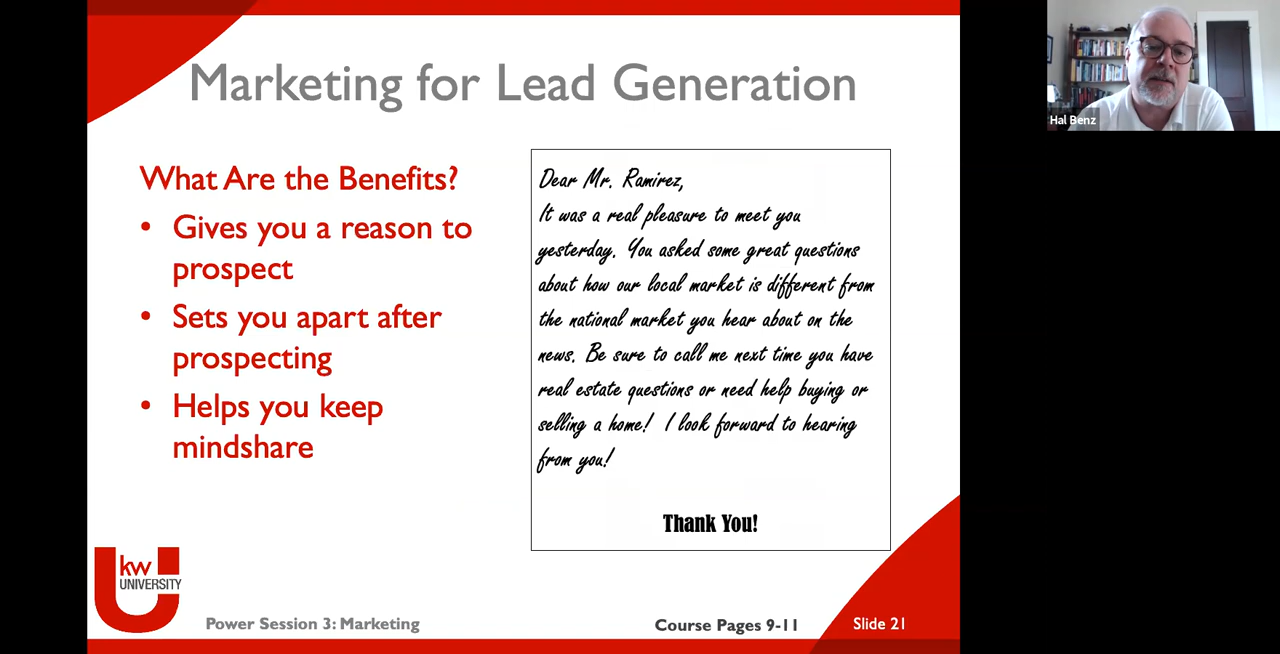 Marketing for Lead Generation
What Are the Benefits?
• Gives you a reason to
prospect
• Sets you apart after
prospecting
• Helps you keep
mindshare
Dear Mr. Ramirez,
It was a real pleasure to meet you
yesterday. You asked some great questions
about how our local market is different from
the national market you hear about on the
news. Be sure to call me next time you have
real estate questions or need help buying or
selling a home! I look forward to hearing
from you!
Thank You!
kw
UNIVERSITY
Power Session 3: Marketing
Course Pages 9-11
Slide 21
Hal Benz